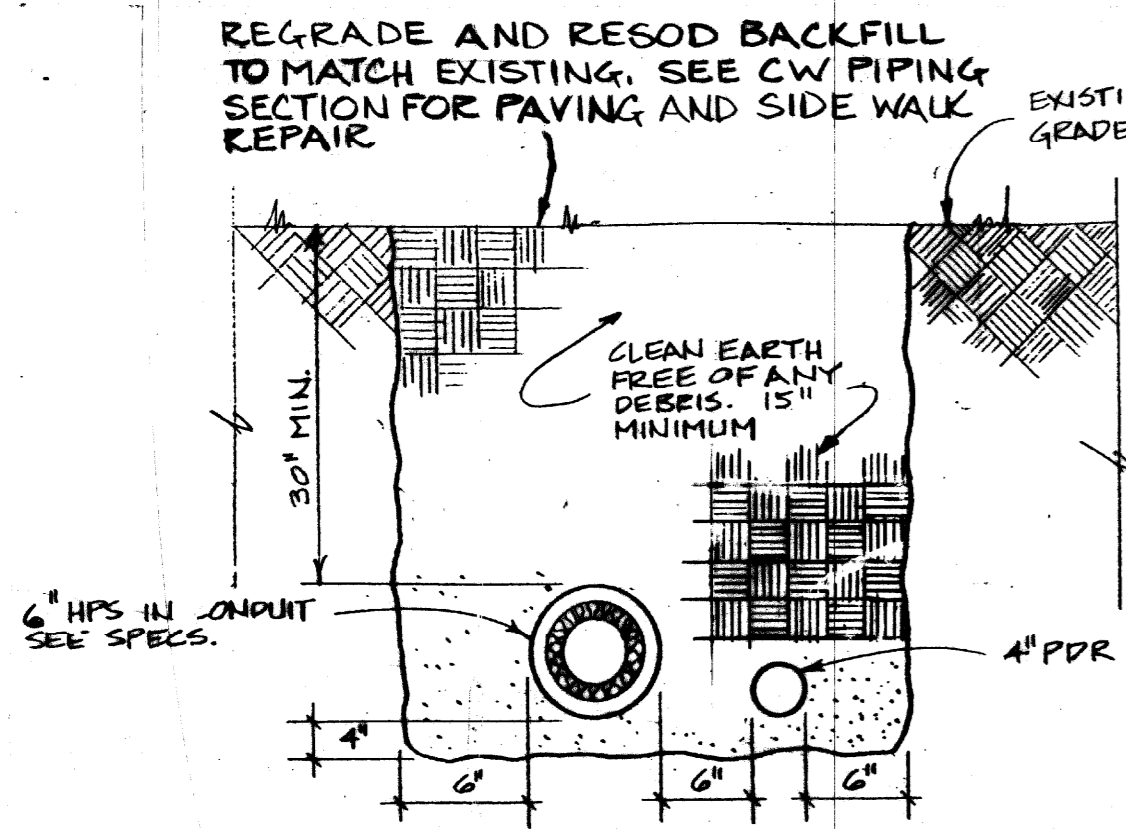 REGRADE AND RESOD BACKFILL
TO MATCH EXISTING. SEE CW PIPING
SECTION FOR PAVING AND SIDE WALK
REPAIR
EXISTI
GRADE
CLEAN EARTH
FREE OF ANY
DEBRIS. 15"
MINIMUM
30" MIN.
6" HPS IN ONDUIT
SEE SPECS.
4" PDR
4"
6"
6"
6"